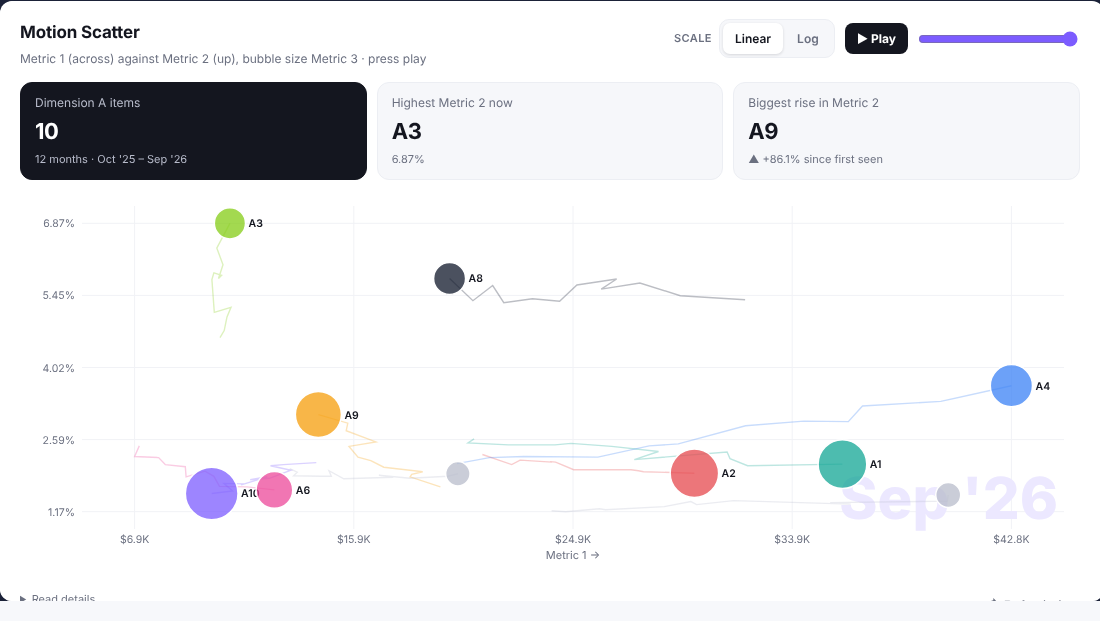 Motion Scatter
Metric 1 (across) against Metric 2 (up), bubble size Metric 3 · press play
SCALE
Linear
Log
▶ Play
Dimension A items
10
12 months · Oct '25 – Sep '26
Highest Metric 2 now
A3
6.87%
Biggest rise in Metric 2
A9
▲ +86.1% since first seen
6.87%
5.45%
4.02%
2.59%
1.17%
A3
A8
A4
A9
A1
A2
A10
A6
Sep '26
$6.9K
$15.9K
$24.9K
$33.9K
$42.8K
Metric 1 →
▶ Read details